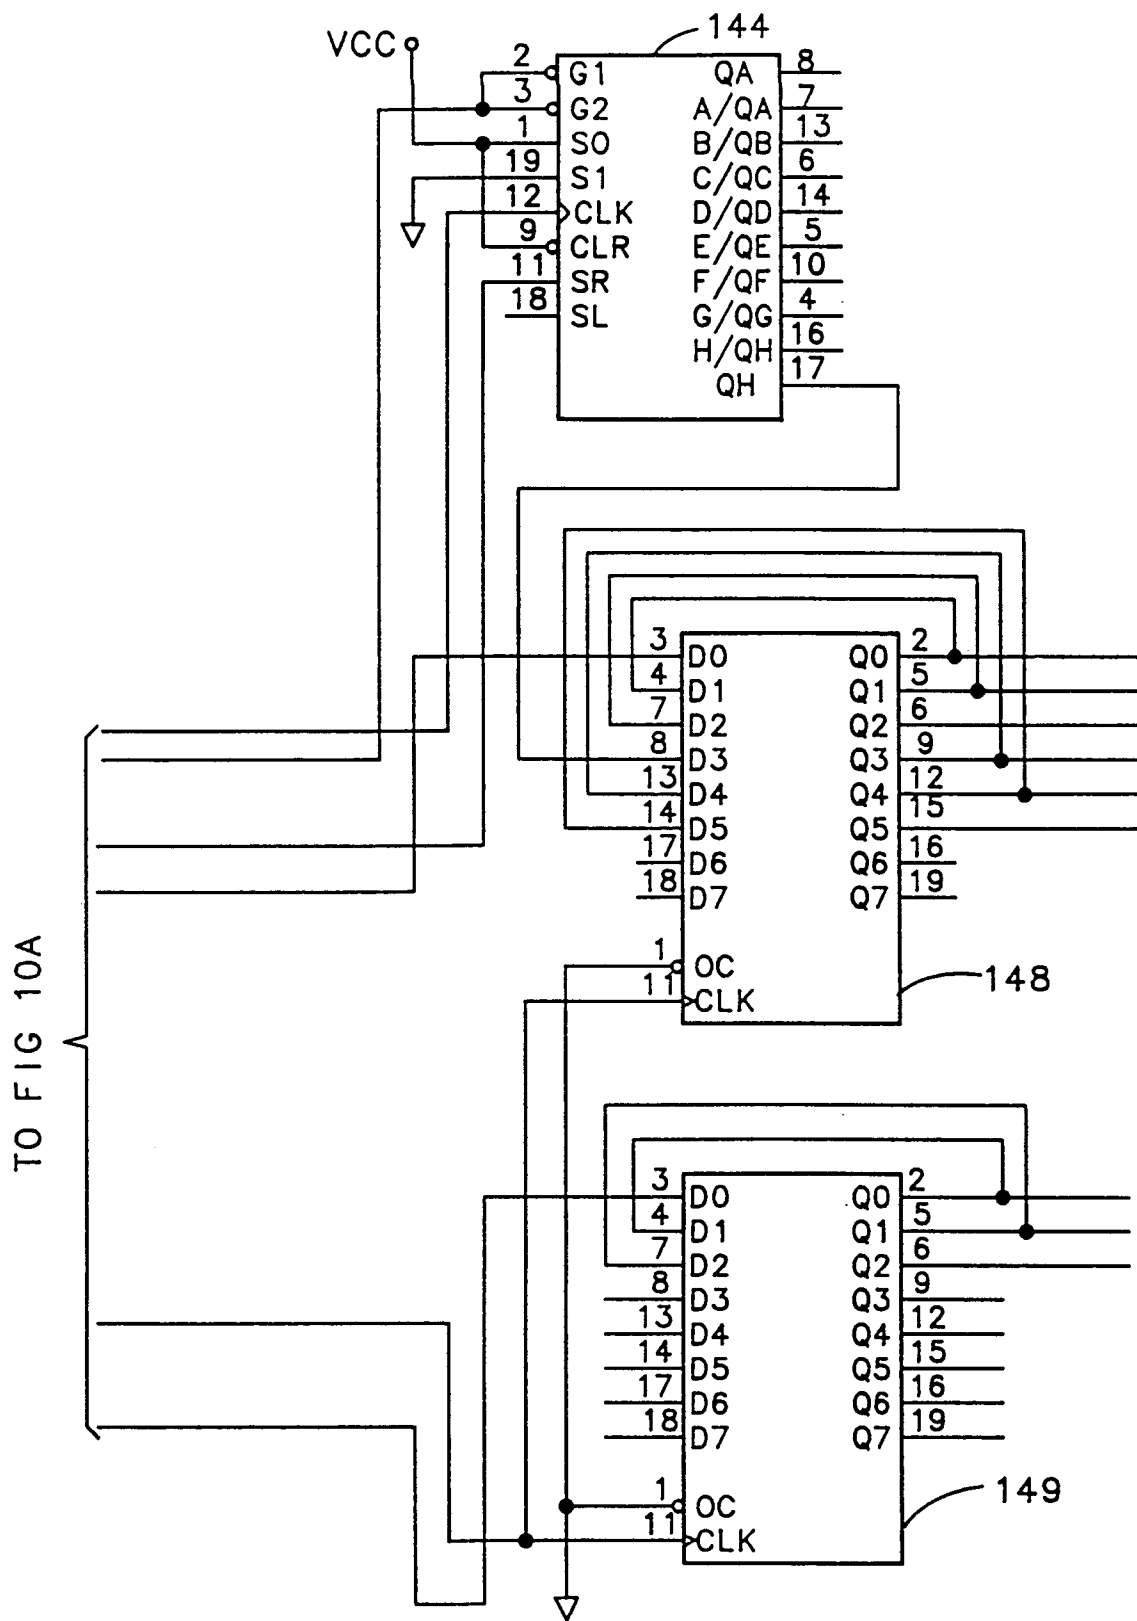 VCC
144
2 G1 QA 8
3 G2 A/QA 7
1 S0 B/QB 13
19 S1 C/QC 6
12 CLK D/QD 14
9 CLR E/QE 5
11 SR F/QF 10
18 SL G/QG 4
H/QH 16
QH 17
3 D0 Q0 2
4 D1 Q1 5
7 D2 Q2 6
8 D3 Q3 9
13 D4 Q4 12
14 D5 Q5 15
17 D6 Q6 16
18 D7 Q7 19
1 OC
11 CLK
148
TO FIG 10A
3 D0 Q0 2
4 D1 Q1 5
7 D2 Q2 6
8 D3 Q3 9
13 D4 Q4 12
14 D5 Q5 15
17 D6 Q6 16
18 D7 Q7 19
1 OC
11 CLK
149